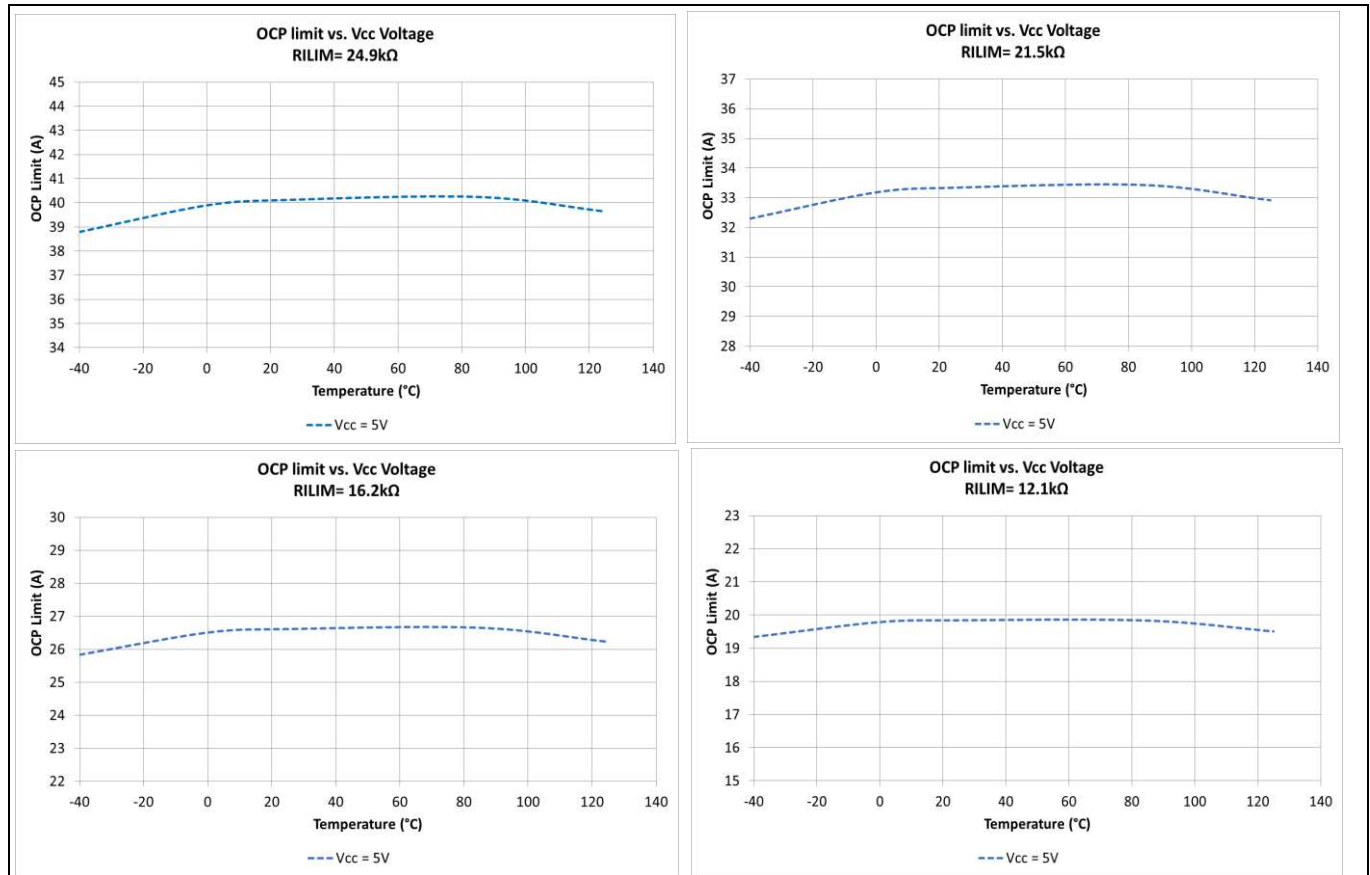 OCP limit vs. Vcc Voltage
RILIM= 24.9kΩ
OCP Limit (A)
45
44
43
42
41
40
39
38
37
36
35
34
-40 -20 0 20 40 60 80 100 120 140
Temperature (°C)
Vcc = 5V
OCP limit vs. Vcc Voltage
RILIM= 21.5kΩ
OCP Limit (A)
37
36
35
34
33
32
31
30
29
28
-40 -20 0 20 40 60 80 100 120 140
Temperature (°C)
Vcc = 5V
OCP limit vs. Vcc Voltage
RILIM= 16.2kΩ
OCP Limit (A)
30
29
28
27
26
25
24
23
22
-40 -20 0 20 40 60 80 100 120 140
Temperature (°C)
Vcc = 5V
OCP limit vs. Vcc Voltage
RILIM= 12.1kΩ
OCP Limit (A)
23
22
21
20
19
18
17
16
15
-40 -20 0 20 40 60 80 100 120 140
Temperature (°C)
Vcc = 5V